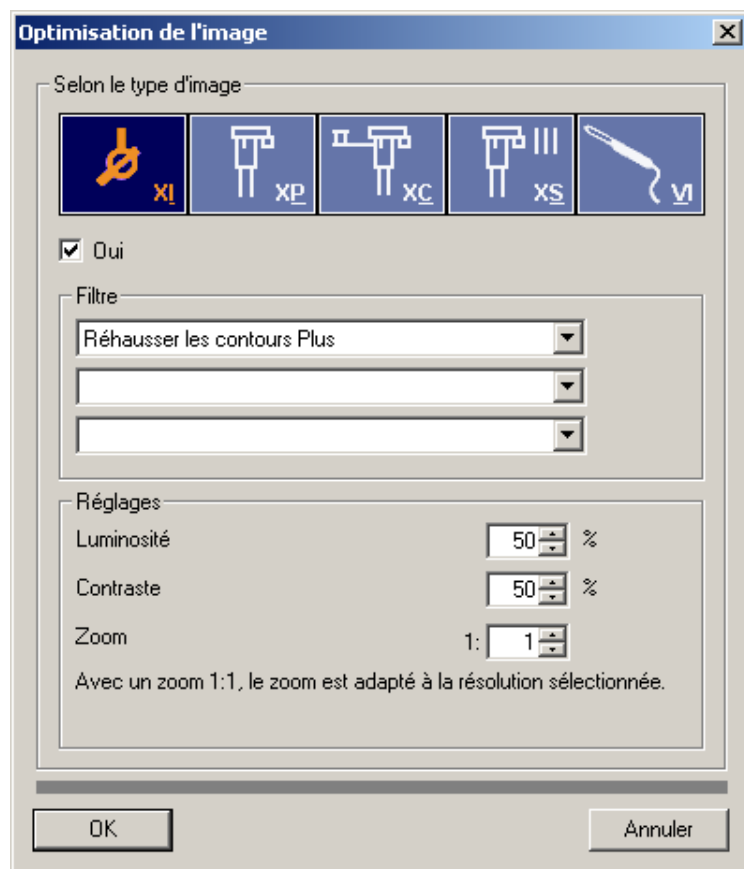 Optimisation de l'image
Selon le type d'image
XI XP XC XS VI
Oui
Filtre
Réhausser les contours Plus
Réglages
Luminosité 50 %
Contraste 50 %
Zoom 1: 1
Avec un zoom 1:1, le zoom est adapté à la résolution sélectionnée.
OK Annuler